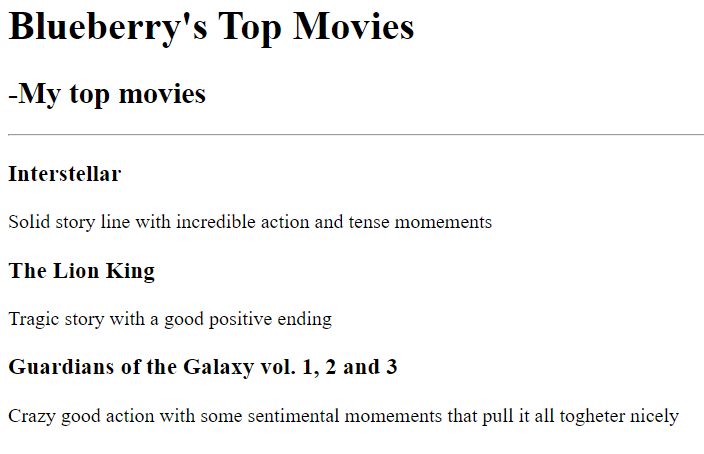 Blueberry's Top Movies
-My top movies
Interstellar
Solid story line with incredible action and tense momements
The Lion King
Tragic story with a good positive ending
Guardians of the Galaxy vol. 1, 2 and 3
Crazy good action with some sentimental momements that pull it all togheter nicely